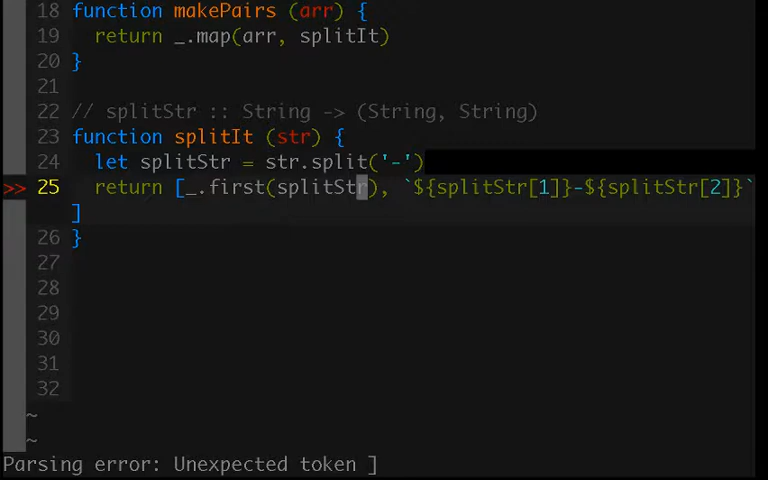 18 function makePairs (arr) {
19   return _.map(arr, splitIt)
20 }
21
22 // splitStr :: String -> (String, String)
23 function splitIt (str) {
24   let splitStr = str.split('-')
>> 25   return [_.first(splitStr), `${splitStr[1]}-${splitStr[2]}`
]
26 }
27
28
29
30
31
32
~
~
Parsing error: Unexpected token ]